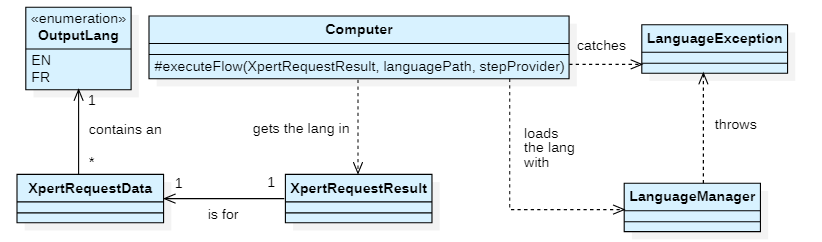 «enumeration»
OutputLang
EN
FR
Computer
#executeFlow(XpertRequestResult, languagePath, stepProvider)
catches
LanguageException
1
contains an
*
gets the lang in
loads
the lang
with
throws
XpertRequestData
1
is for
1
XpertRequestResult
LanguageManager